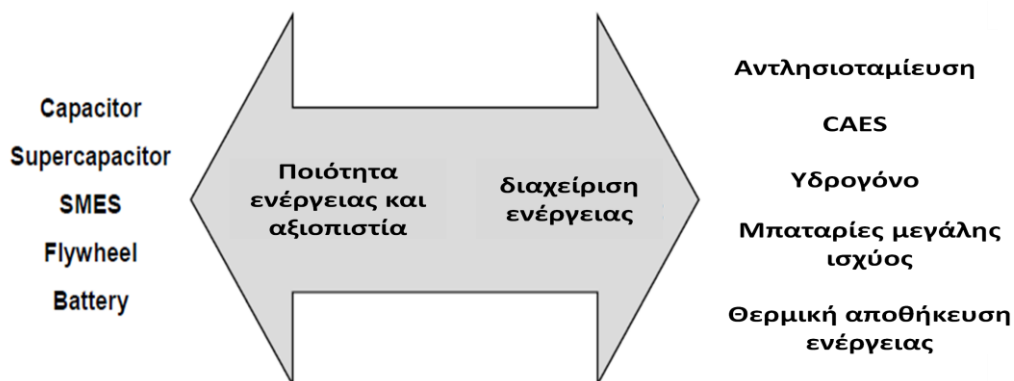 Capacitor
Supercapacitor
SMES
Flywheel
Battery
Ποιότητα
ενέργειας και
αξιοπιστία
διαχείριση
ενέργειας
Αντλησιοταμίευση
CAES
Υδρογόνο
Μπαταρίες μεγάλης
ισχύος
Θερμική αποθήκευση
ενέργειας